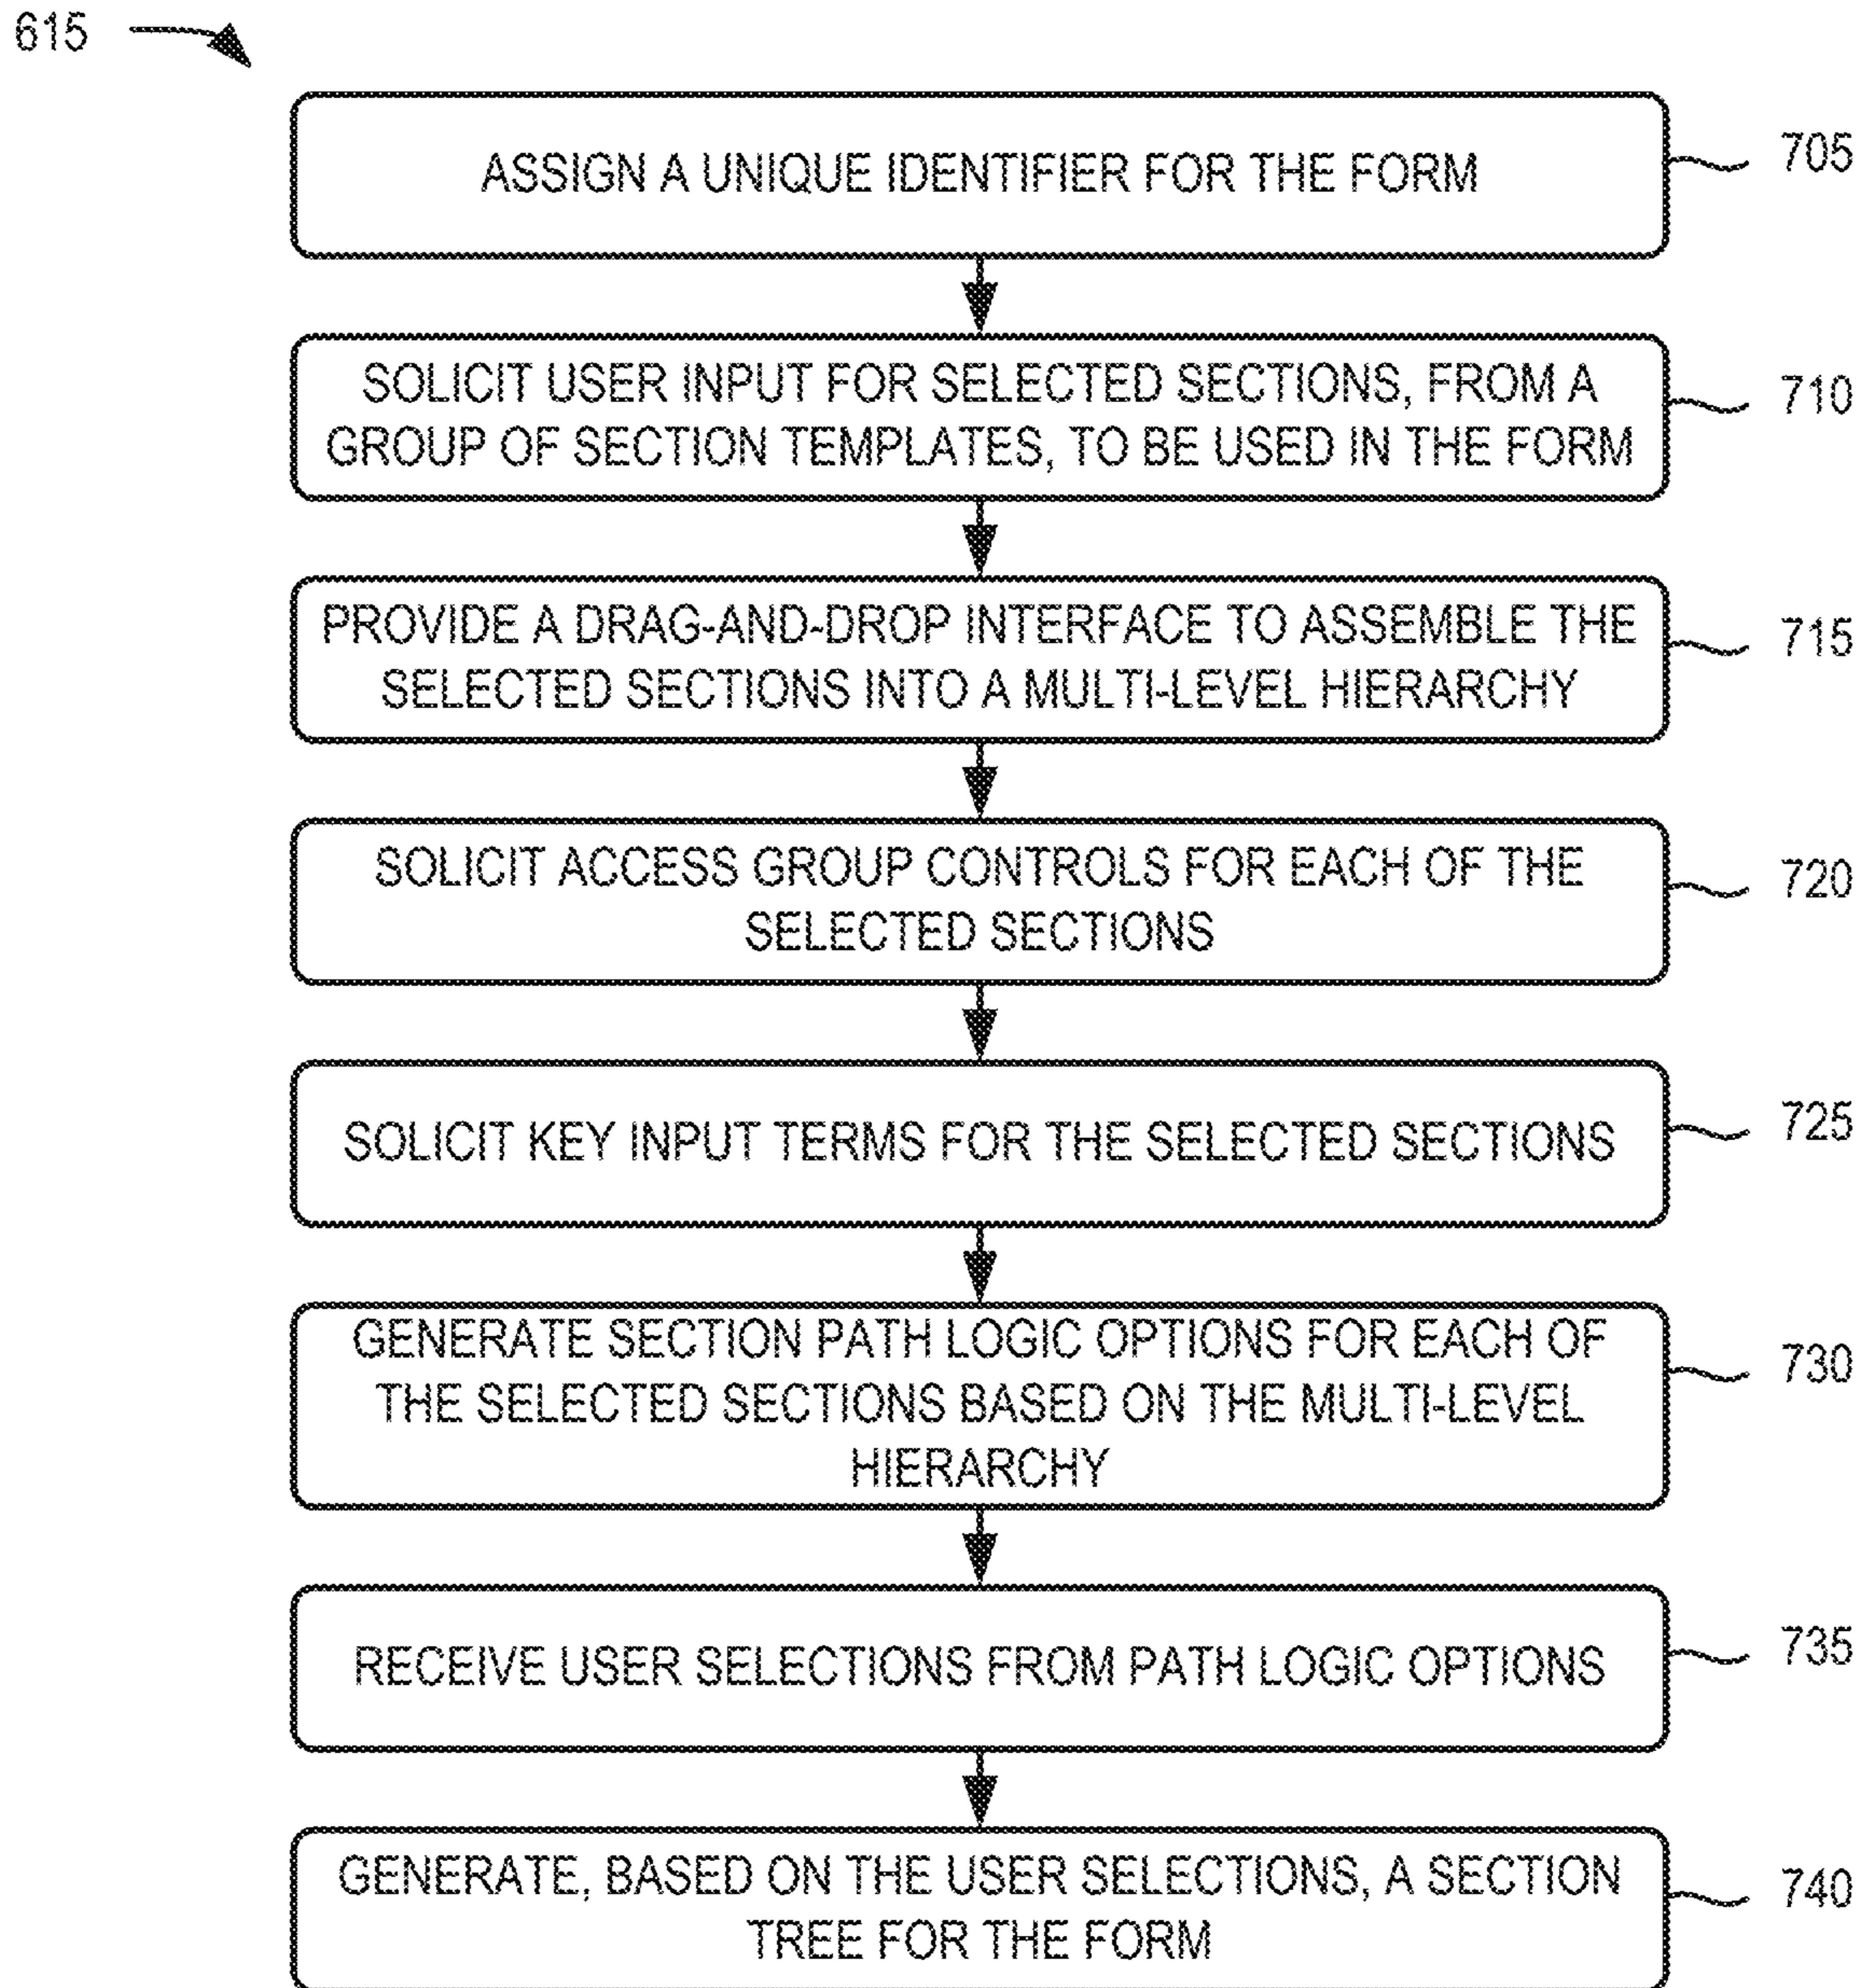 615
ASSIGN A UNIQUE IDENTIFIER FOR THE FORM
705
SOLICIT USER INPUT FOR SELECTED SECTIONS, FROM A
GROUP OF SECTION TEMPLATES, TO BE USED IN THE FORM
710
PROVIDE A DRAG-AND-DROP INTERFACE TO ASSEMBLE THE
SELECTED SECTIONS INTO A MULTI-LEVEL HIERARCHY
715
SOLICIT ACCESS GROUP CONTROLS FOR EACH OF THE
SELECTED SECTIONS
720
SOLICIT KEY INPUT TERMS FOR THE SELECTED SECTIONS
725
GENERATE SECTION PATH LOGIC OPTIONS FOR EACH OF
THE SELECTED SECTIONS BASED ON THE MULTI-LEVEL
HIERARCHY
730
RECEIVE USER SELECTIONS FROM PATH LOGIC OPTIONS
735
GENERATE, BASED ON THE USER SELECTIONS, A SECTION
TREE FOR THE FORM
740